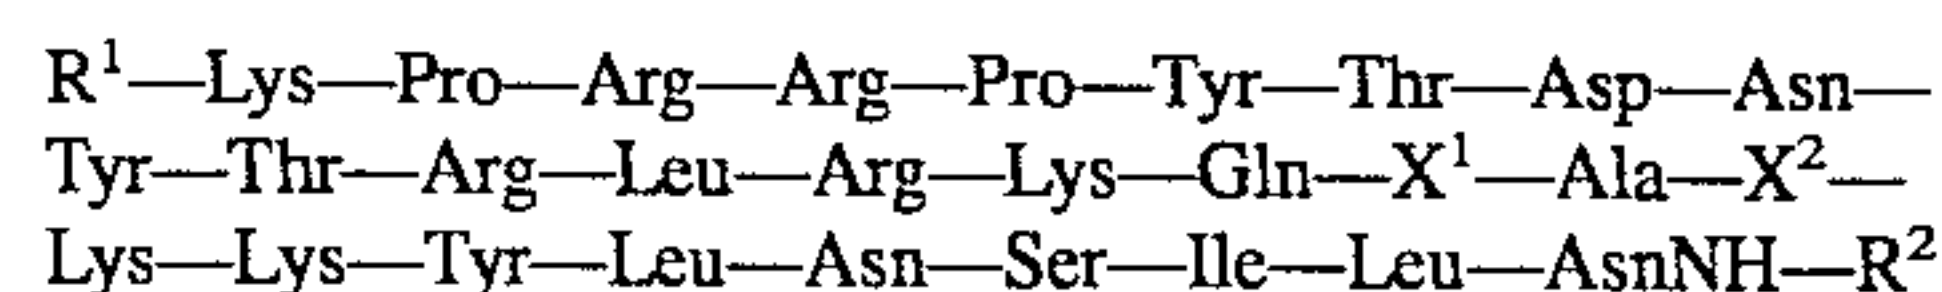 R¹—Lys—Pro—Arg—Arg—Pro—Tyr—Thr—Asp—Asn—
Tyr—Thr—Arg—Leu—Arg—Lys—Gln—X¹—Ala—X²—
Lys—Lys—Tyr—Leu—Asn—Ser—Ile—Leu—AsnNH—R²